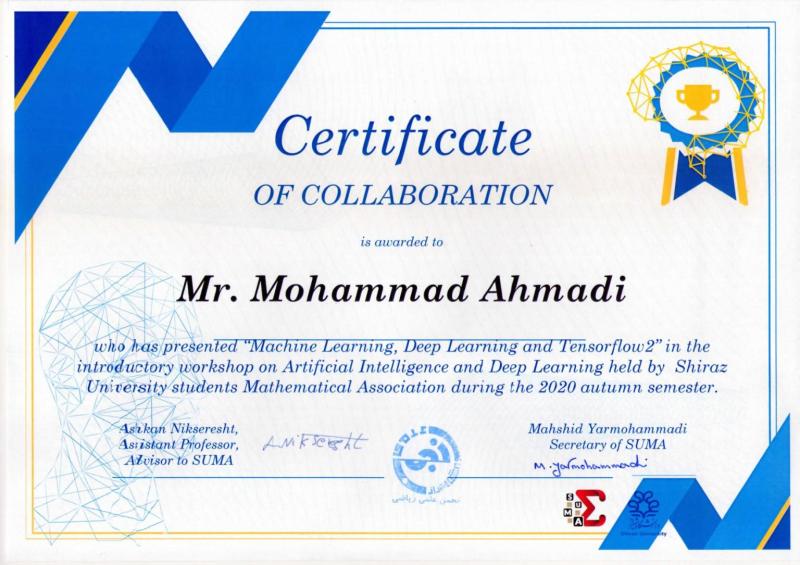 Certificate
OF COLLABORATION
is awarded to
Mr. Mohammad Ahmadi
who has presented “Machine Learning, Deep Learning and Tensorflow2” in the
introductory workshop on Artificial Intelligence and Deep Learning held by Shiraz
University students Mathematical Association during the 2020 autumn semester.
Ashkan Nikseresht,
Assistant Professor,
Advisor to SUMA
A.Nikseresht
Mahshid Yarmohammadi
Secretary of SUMA
M.Yarmohammadi
انجمن علمی ریاضی
SUMA
Shiraz University